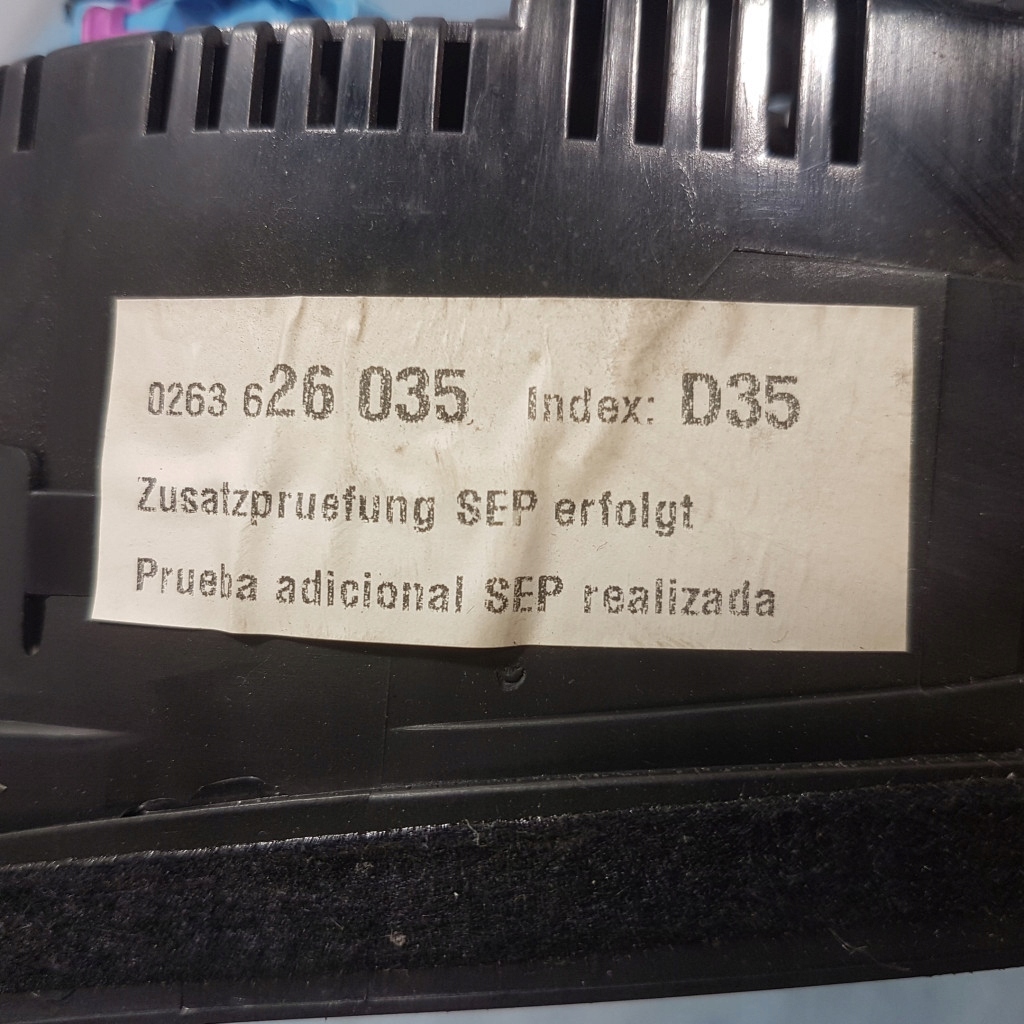 0263 626 035 Index: D35
Zusatzpruefung SEP erfolgt
Prueba adicional SEP realizada